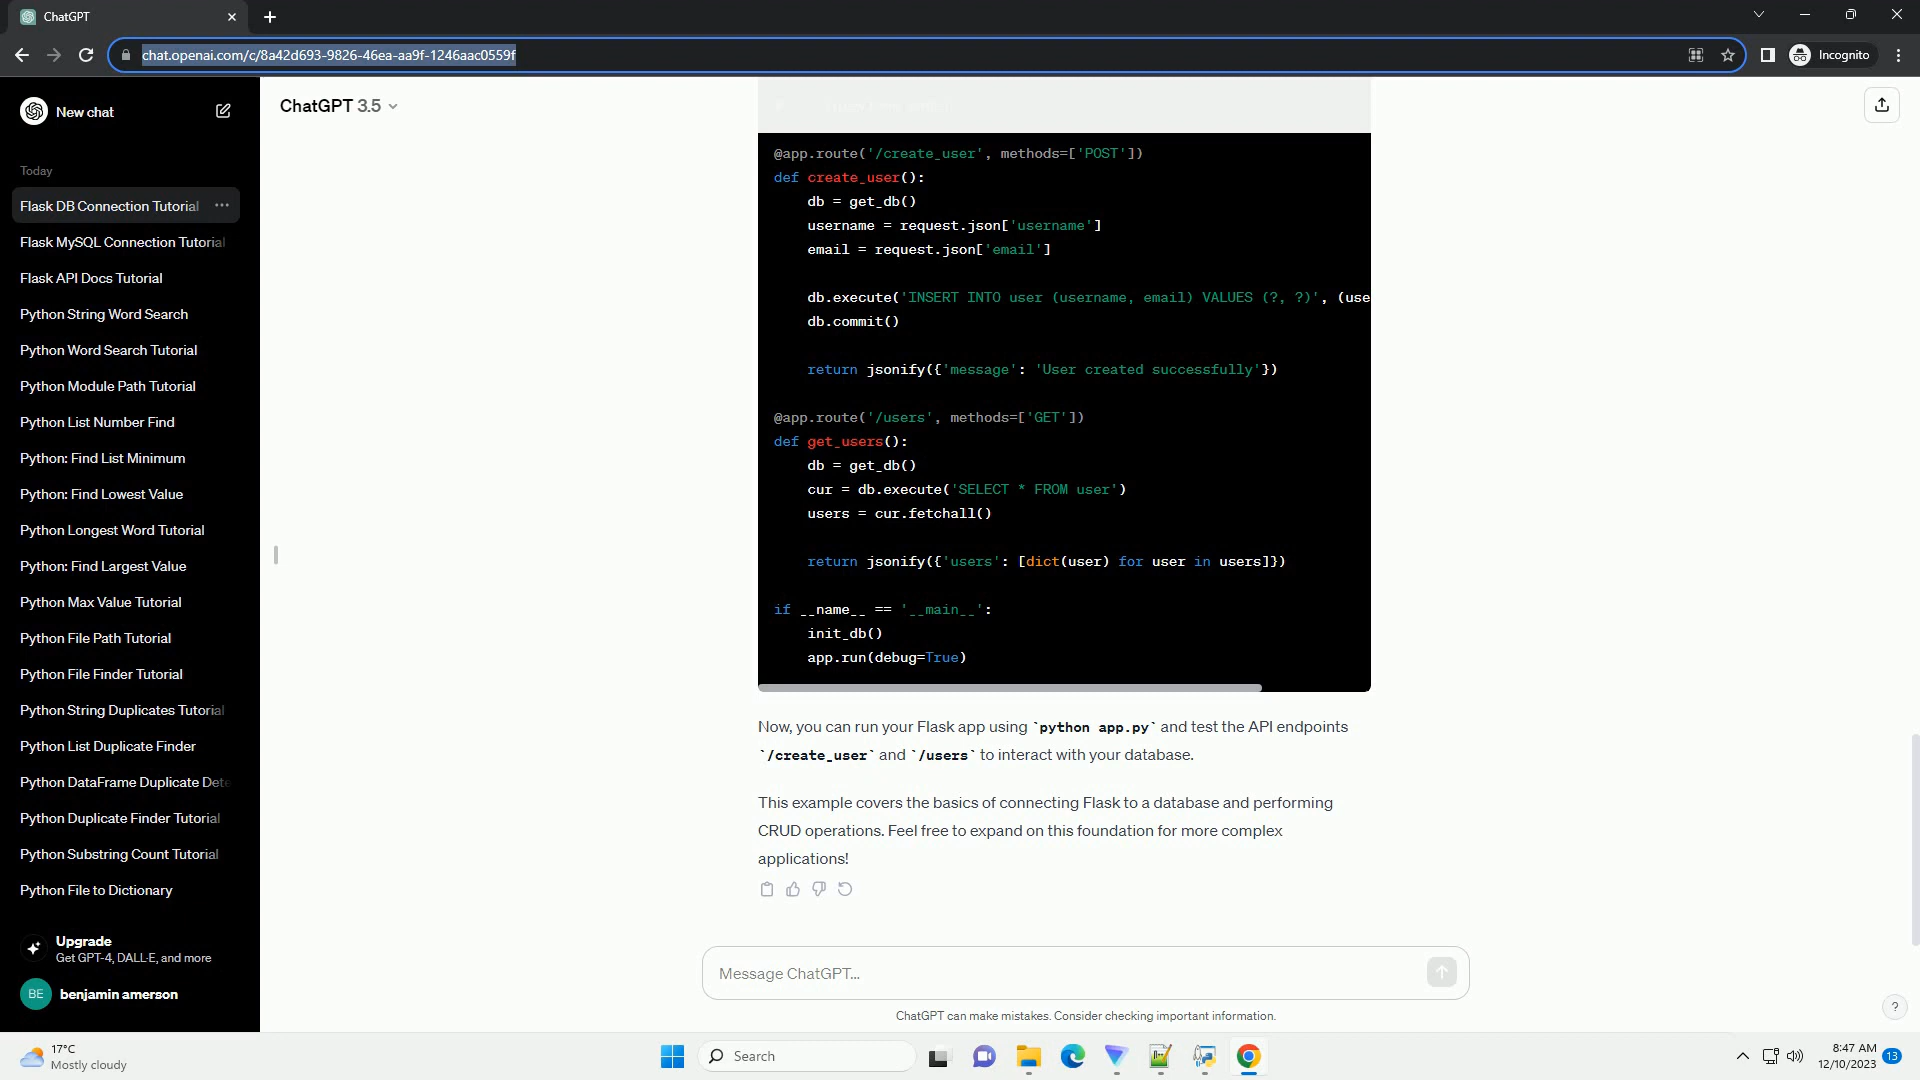 ChatGPT
chat.openai.com/c/8a42d693-9826-46ea-aa9f-1246aac0559f
Incognito
New chat
Today
Flask DB Connection Tutorial
Flask MySQL Connection Tutorial
Flask API Docs Tutorial
Python String Word Search
Python Word Search Tutorial
Python Module Path Tutorial
Python List Number Find
Python: Find List Minimum
Python: Find Lowest Value
Python Longest Word Tutorial
Python: Find Largest Value
Python Max Value Tutorial
Python File Path Tutorial
Python File Finder Tutorial
Python String Duplicates Tutorial
Python List Duplicate Finder
Python DataFrame Duplicate Dete
Python Duplicate Finder Tutorial
Python Substring Count Tutorial
Python File to Dictionary
Upgrade
Get GPT-4, DALL·E, and more
BE
benjamin amerson
ChatGPT 3.5
@app.route('/create_user', methods=['POST'])
def create_user():
    db = get_db()
    username = request.json['username']
    email = request.json['email']
    db.execute('INSERT INTO user (username, email) VALUES (?, ?)', (use
    db.commit()
    return jsonify({'message': 'User created successfully'})
@app.route('/users', methods=['GET'])
def get_users():
    db = get_db()
    cur = db.execute('SELECT * FROM user')
    users = cur.fetchall()
    return jsonify({'users': [dict(user) for user in users]})
if __name__ == '__main__':
    init_db()
    app.run(debug=True)
Now, you can run your Flask app using `python app.py` and test the API endpoints
`/create_user` and `/users` to interact with your database.
This example covers the basics of connecting Flask to a database and performing
CRUD operations. Feel free to expand on this foundation for more complex
applications!
Message ChatGPT...
ChatGPT can make mistakes. Consider checking important information.
?
17°C
Mostly cloudy
Search
8:47 AM
12/10/2023
13